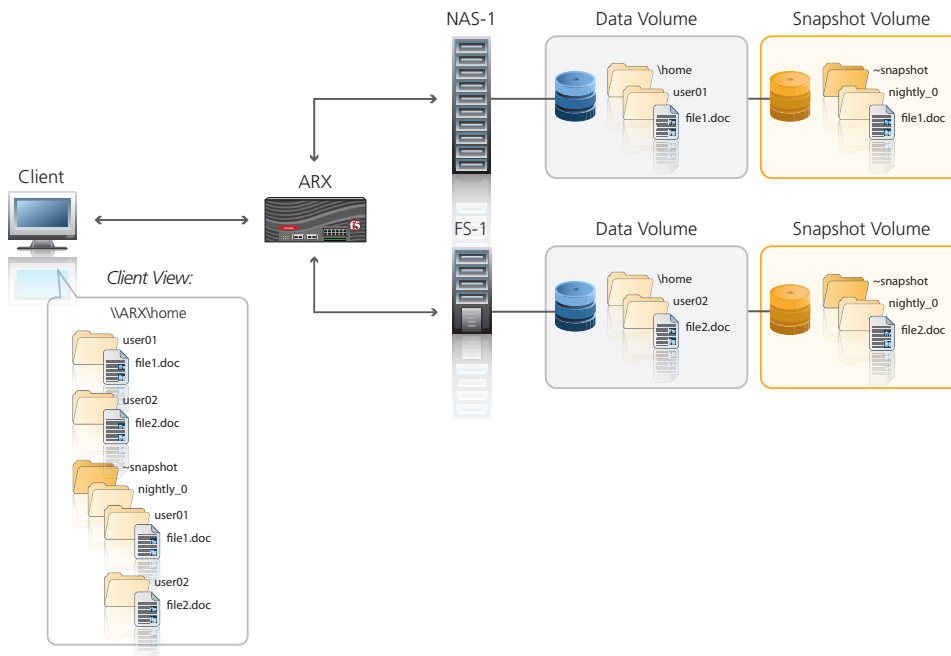 NAS-1
Data Volume
Snapshot Volume
\home
user01
file1.doc
~snapshot
nightly_0
file1.doc
Client
ARX
f5
FS-1
Data Volume
Snapshot Volume
\home
user02
file2.doc
~snapshot
nightly_0
file2.doc
Client View:
\\ARX\home
user01
file1.doc
user02
file2.doc
~snapshot
nightly_0
user01
file1.doc
user02
file2.doc